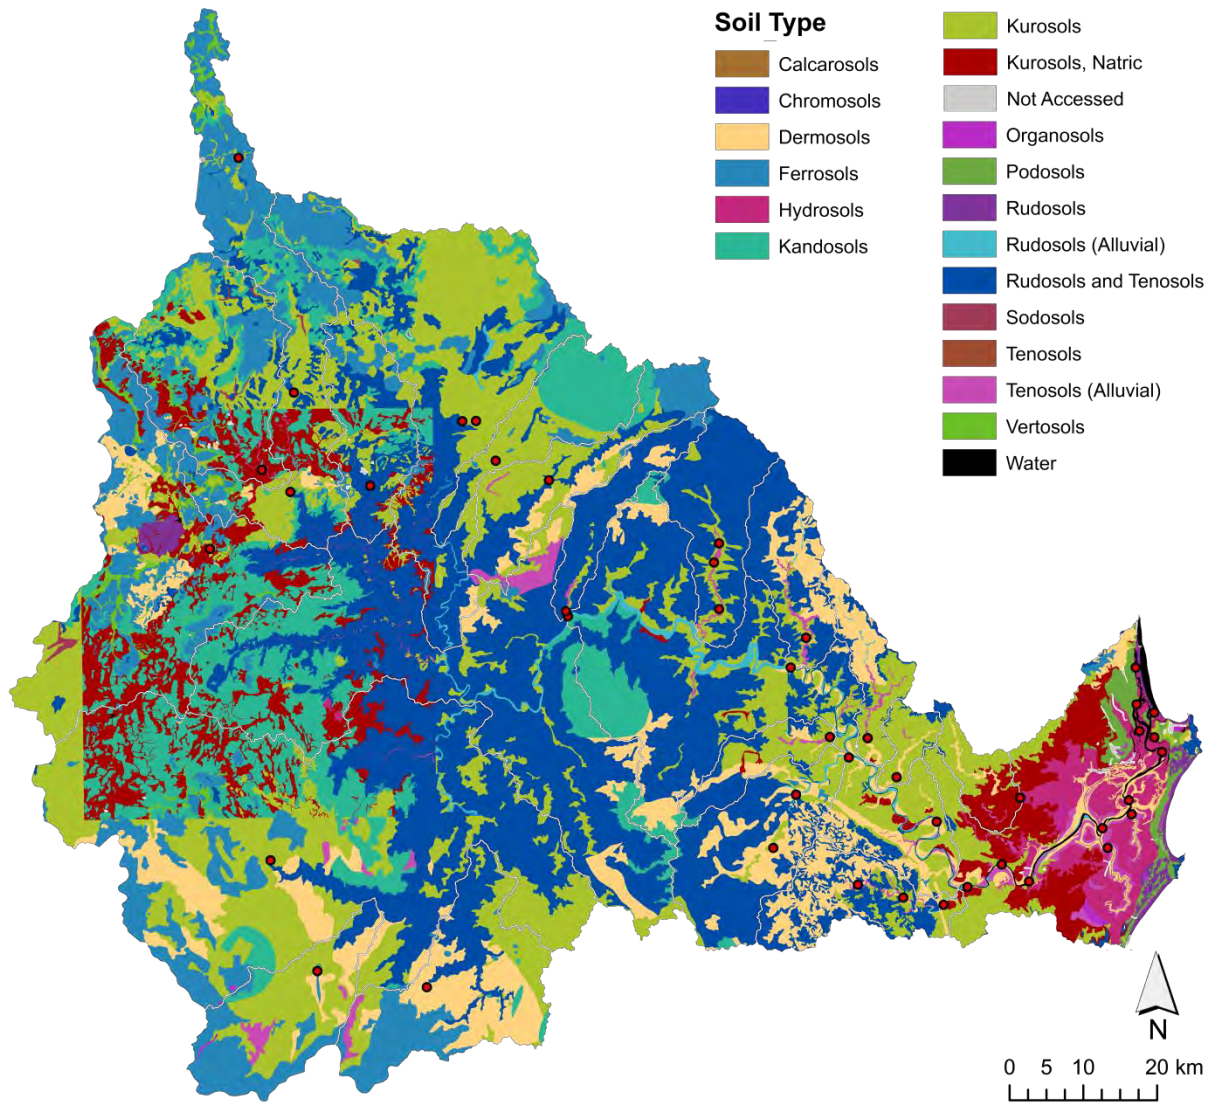 Soil Type
Calcarosols
Chromosols
Dermosols
Ferrosols
Hydrosols
Kandosols
Kurosols
Kurosols, Natric
Not Accessed
Organosols
Podosols
Rudosols
Rudosols (Alluvial)
Rudosols and Tenosols
Sodosols
Tenosols
Tenosols (Alluvial)
Vertosols
Water
N
0 5 10 20 km